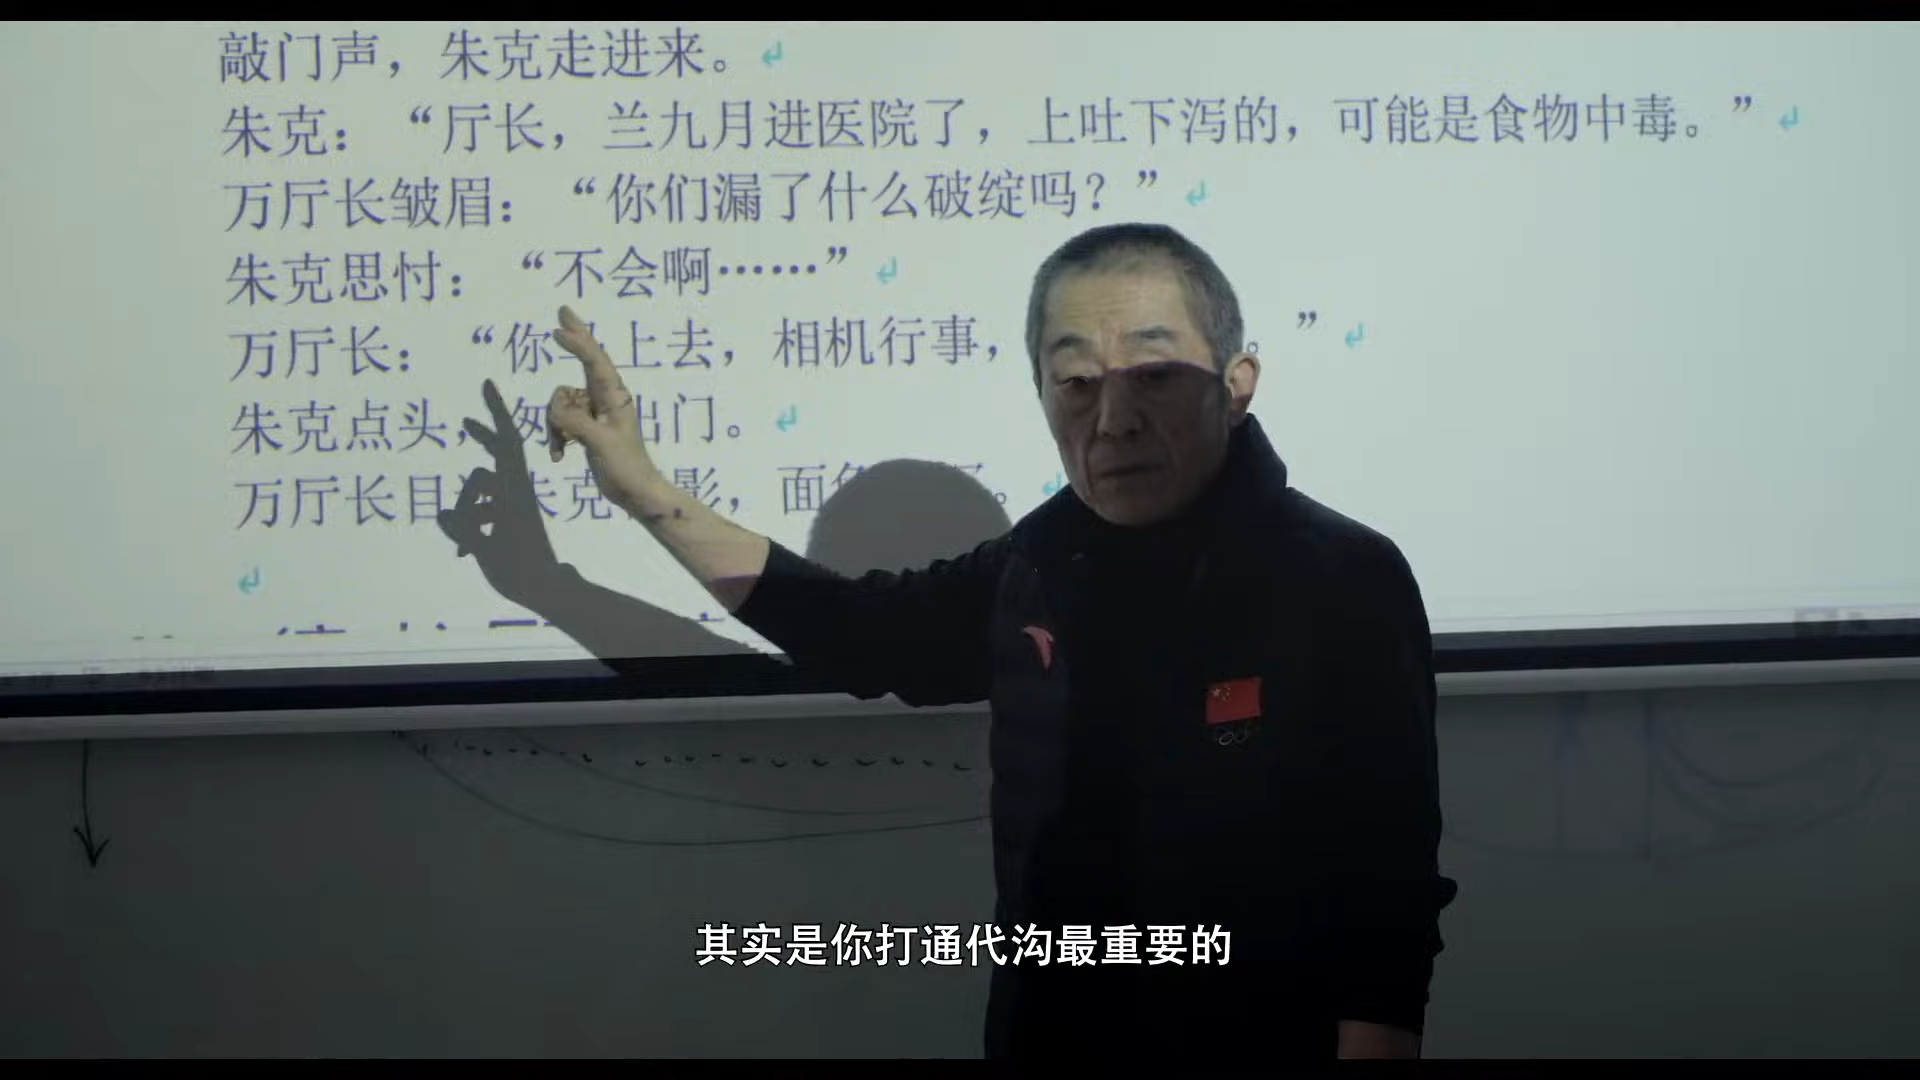 敲门声，朱克走进来。
朱克：“厅长，兰九月进医院了，上吐下泻的，可能是食物中毒。”
万厅长皱眉：“你们漏了什么破绽吗？”
朱克思忖：“不会啊……”
万厅长：“你马上去，相机行事，。”
朱克点头，匆出门。
万厅长目朱克影，面。
其实是你打通代沟最重要的